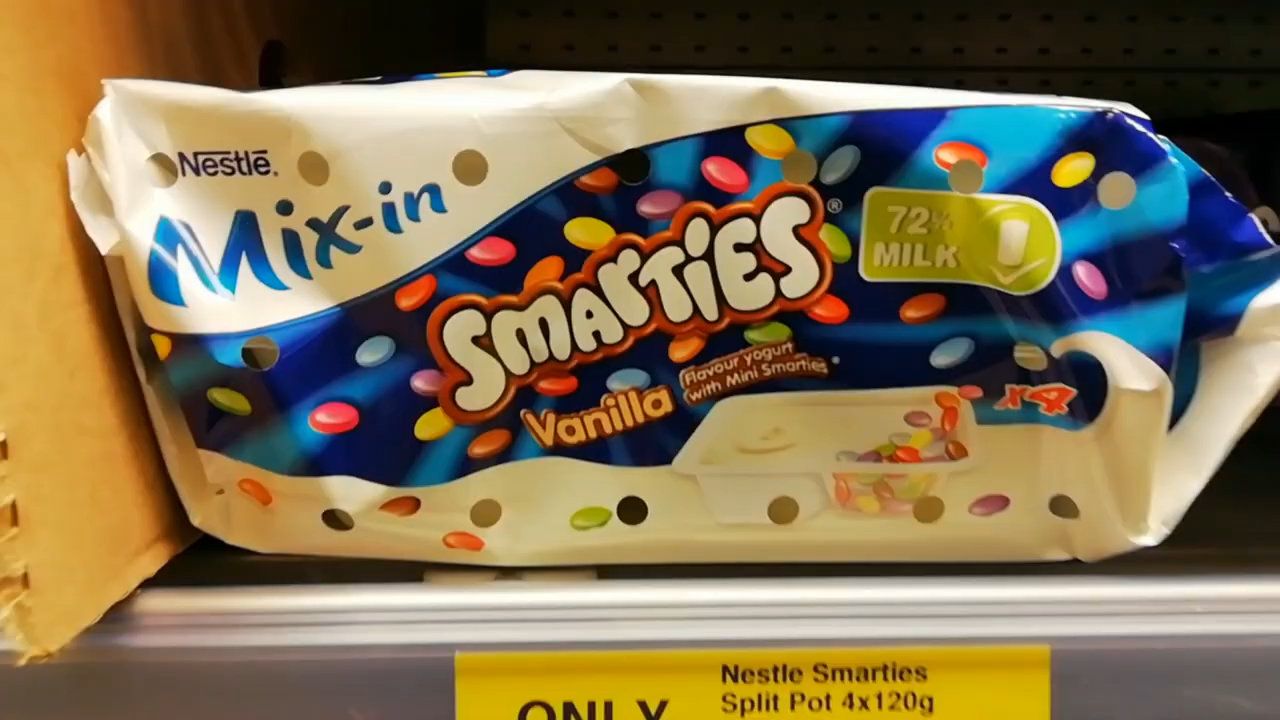 Nestlé®
Mix-in
SMARTIES®
72% MILK
Vanilla
Flavour yogurt
with Mini Smarties*
x4
ONLY
Nestle Smarties
Split Pot 4x120g